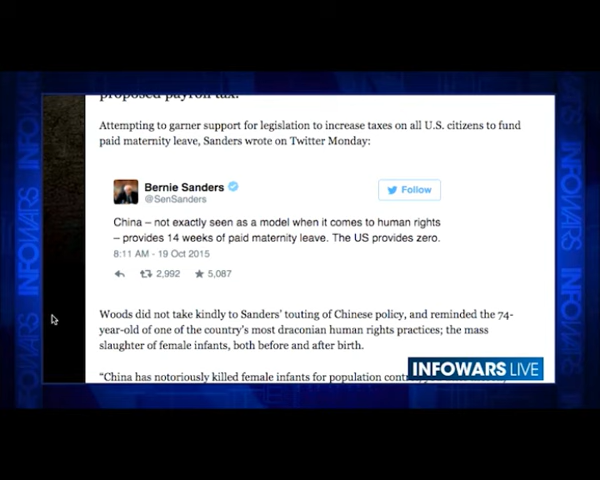 proposed payroll tax.
Attempting to garner support for legislation to increase taxes on all U.S. citizens to fund
paid maternity leave, Sanders wrote on Twitter Monday:
Bernie Sanders
@SenSanders
Follow
China – not exactly seen as a model when it comes to human rights
– provides 14 weeks of paid maternity leave. The US provides zero.
8:11 AM - 19 Oct 2015
2,992 5,087
Woods did not take kindly to Sanders' touting of Chinese policy, and reminded the 74-
year-old of one of the country's most draconian human rights practices; the mass
slaughter of female infants, both before and after birth.
"China has notoriously killed female infants for population
INFOWARS LIVE
INFOWARS
INFOWARS
INFOWARS
INFOWARS